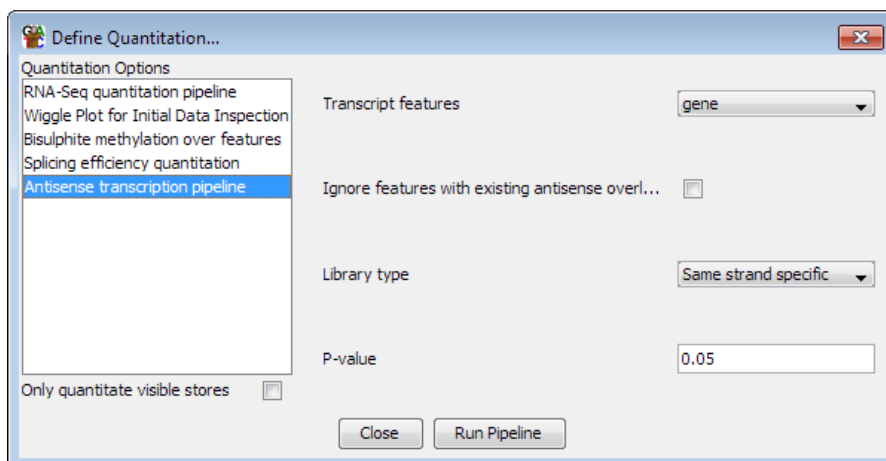 Define Quantitation...
Quantitation Options
RNA-Seq quantitation pipeline
Wiggle Plot for Initial Data Inspection
Bisulphite methylation over features
Splicing efficiency quantitation
Antisense transcription pipeline
Only quantitate visible stores
Transcript features gene
Ignore features with existing antisense overl...
Library type Same strand specific
P-value 0.05
Close Run Pipeline